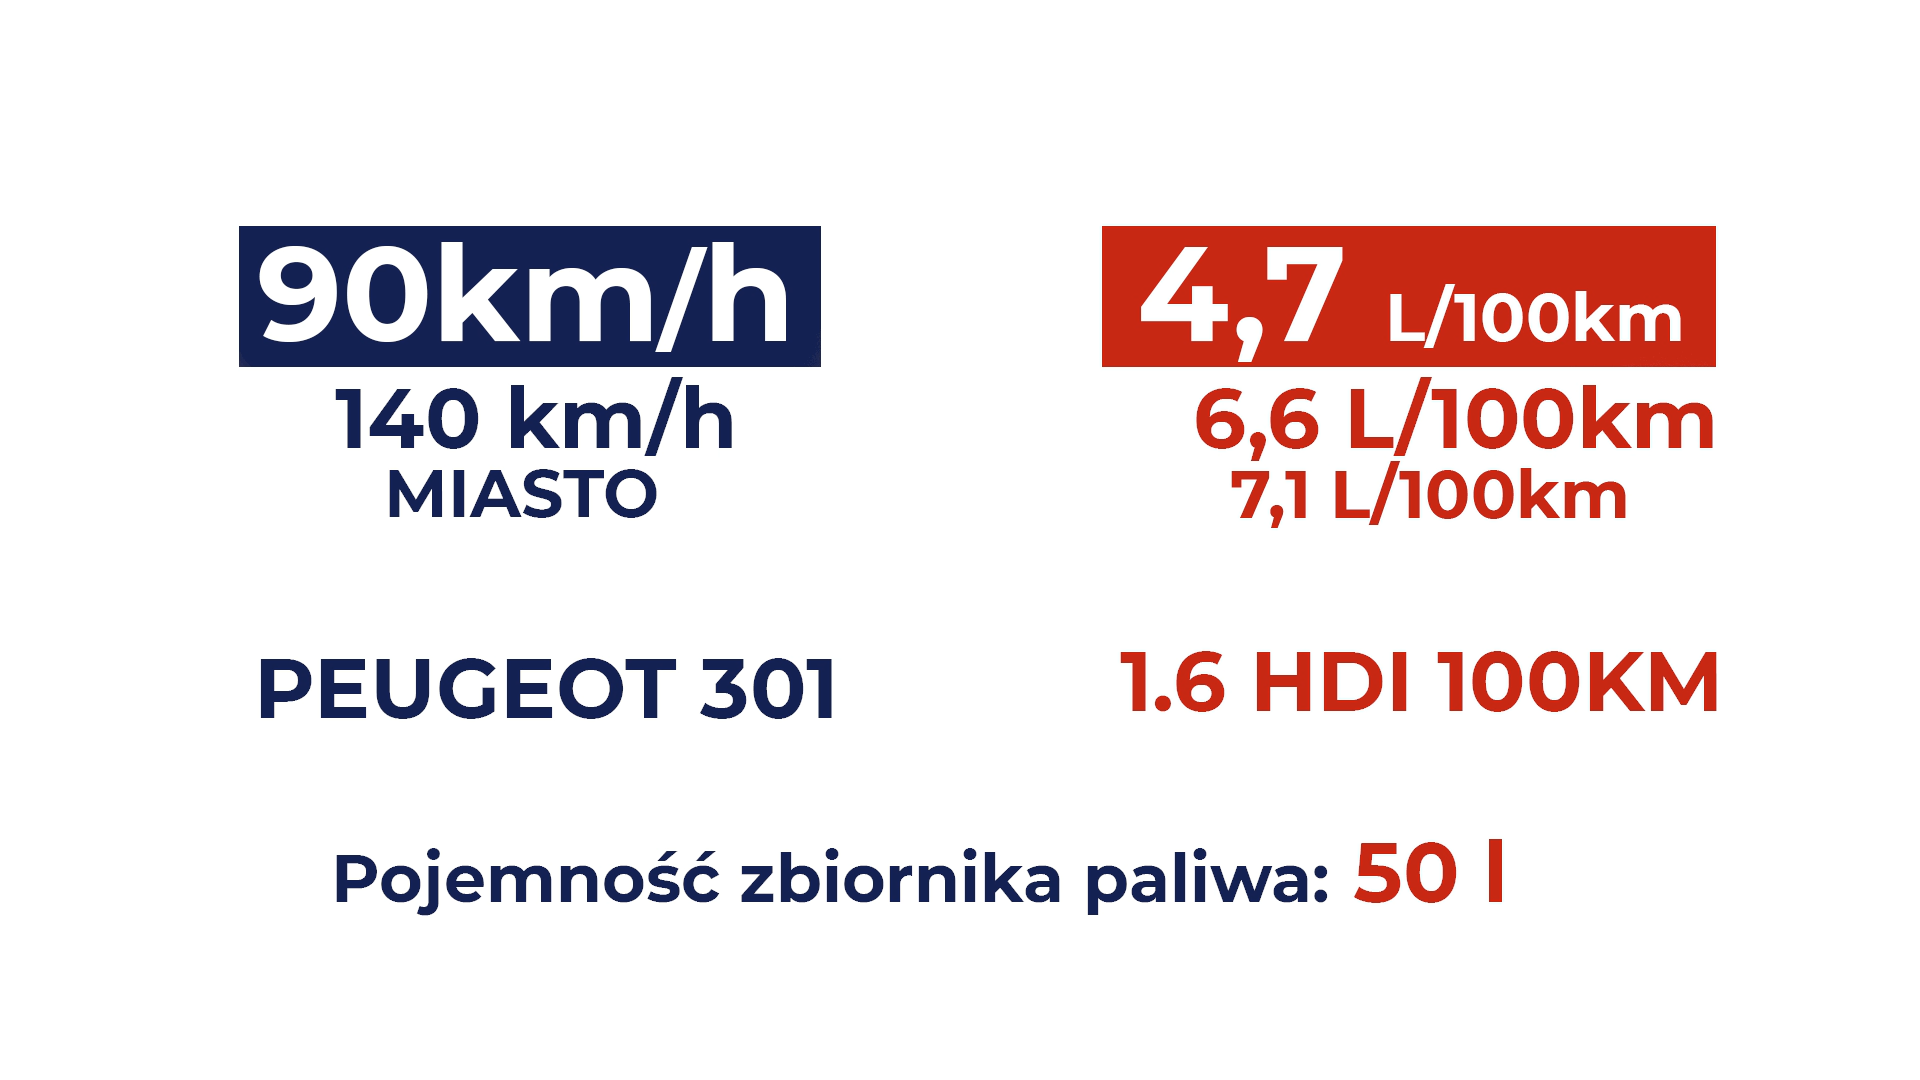 90km/h 4,7 L/100km
140 km/h 6,6 L/100km
MIASTO 7,1 L/100km
PEUGEOT 301 1.6 HDI 100KM
Pojemność zbiornika paliwa: 50 l